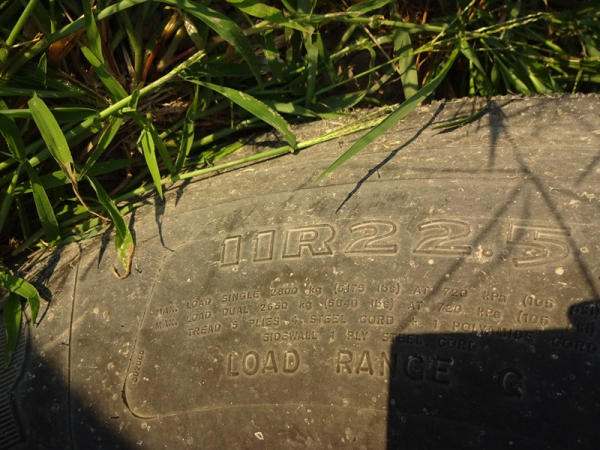 11R22.5
MAX. LOAD SINGLE 2800 kg (6175 lbs) AT 720 kPa (105
MAX. LOAD DUAL 2650 kg (5840 lbs) AT 720 kPa (105
TREAD 5 PLIES 4 STEEL CORD + 1 POLYAMIDE CORD
SIDEWALL 1 PLY STEEL CORD
LOAD RANGE G